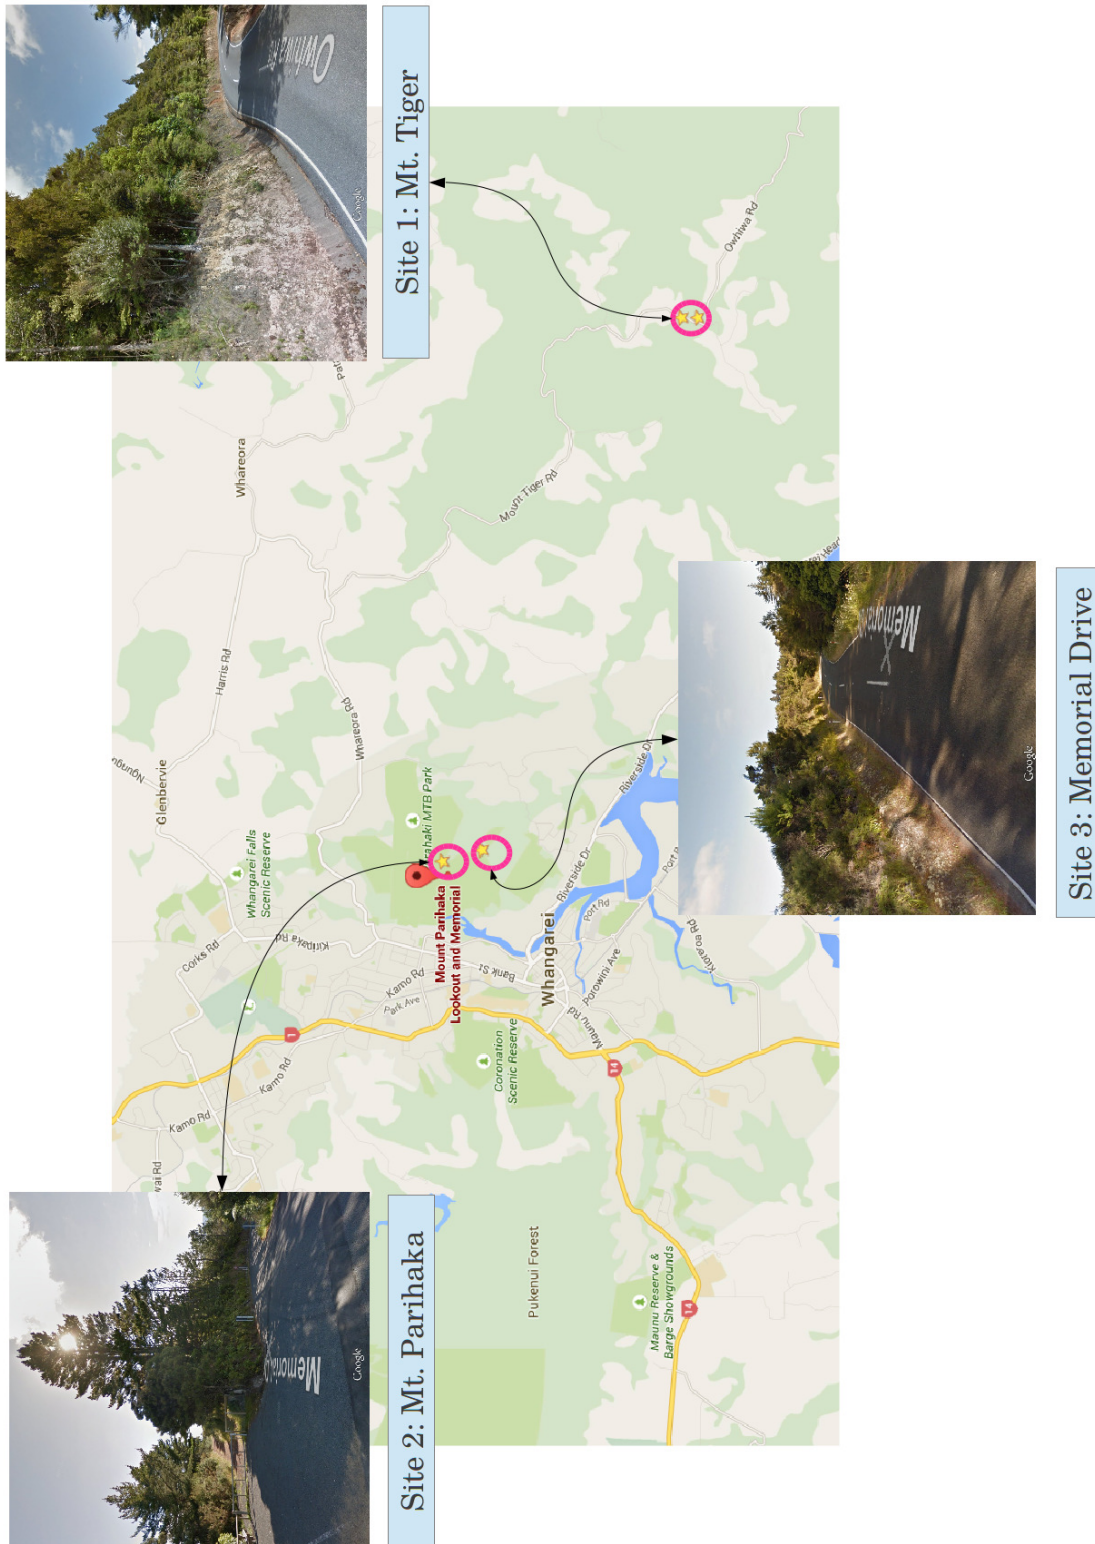 Owhiwa Rd
Google
Site 1: Mt. Tiger
Memorial D
Google
Site 2: Mt. Parihaka
Memorial
Google
Site 3: Memorial Drive
Ngungu
Glenbervie
Harris Rd
Whareora
Whareora Rd
Mount Tiger Rd
Owhiwa Rd
Whangarei Falls
Scenic Reserve
Corks Rd
Kiripaka Rd
1
Kamo Rd
Kamo Rd
Kamo Rd
Park Ave
Bank St
rahaki MTB Park
Mount Parihaka
Lookout and Memorial
Coronation
Scenic Reserve
Whangarei
Riverside Dr
Riverside Dr
Port Rd
Porowini Ave
Maunu Rd
Kioreroa Rd
14
Pukenui Forest
Maunu Reserve &
Barge Showgrounds
14